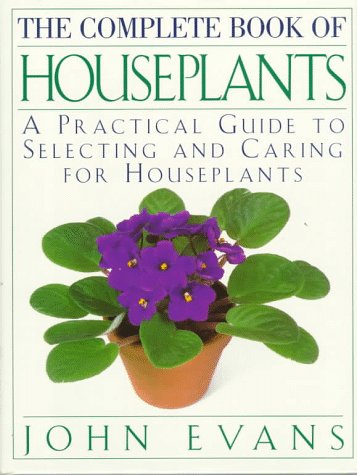 THE COMPLETE BOOK OF
HOUSEPLANTS
A PRACTICAL GUIDE TO
SELECTING AND CARING
FOR HOUSEPLANTS
JOHN EVANS